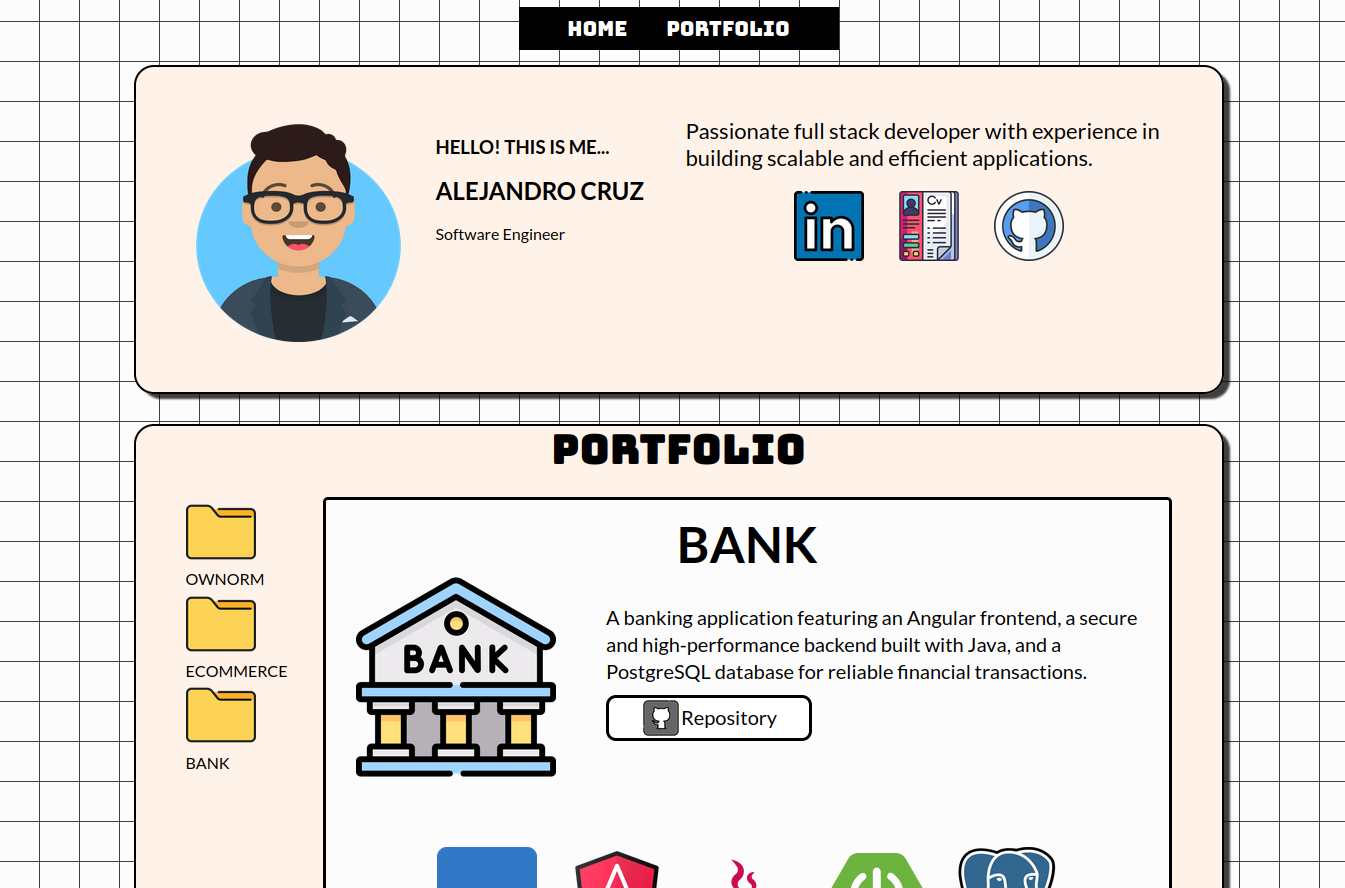 HOME PORTFOLIO
HELLO! THIS IS ME...
ALEJANDRO CRUZ
Software Engineer
Passionate full stack developer with experience in
building scalable and efficient applications.
in
Cv
PORTFOLIO
OWNORM
ECOMMERCE
BANK
BANK
BANK
A banking application featuring an Angular frontend, a secure
and high-performance backend built with Java, and a
PostgreSQL database for reliable financial transactions.
Repository